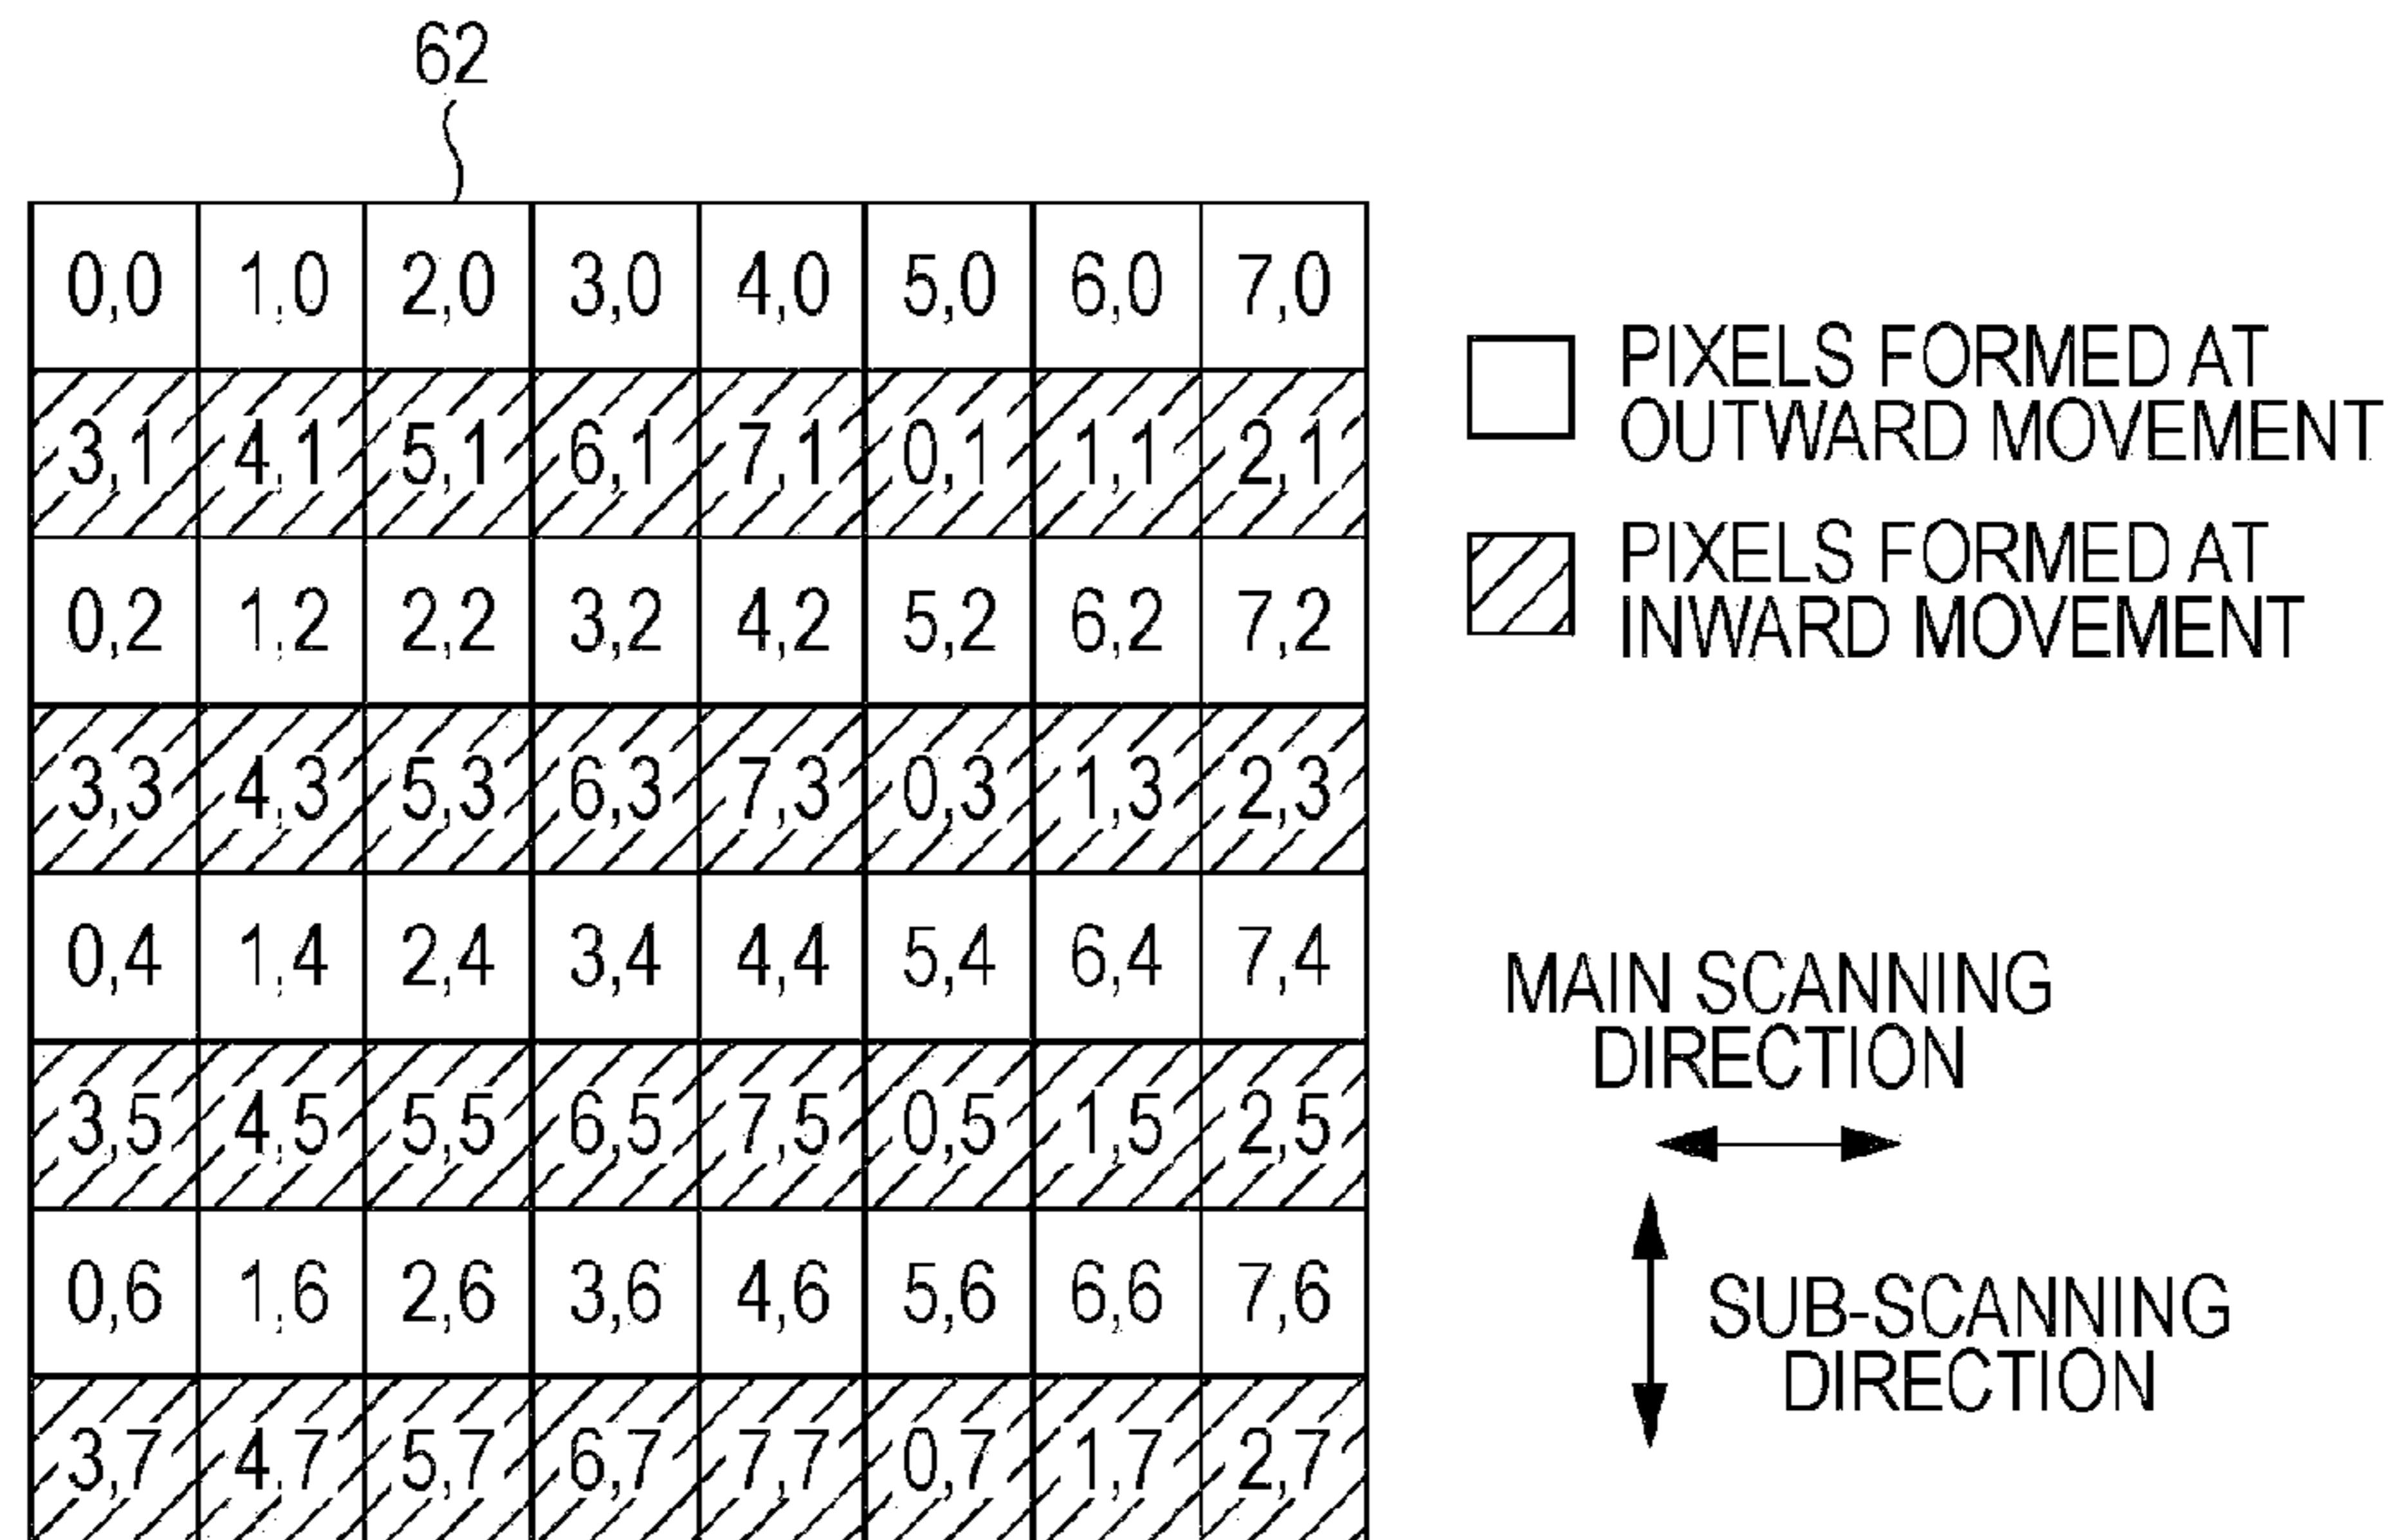 62
0,0 1,0 2,0 3,0 4,0 5,0 6,0 7,0
3,1 4,1 5,1 6,1 7,1 0,1 1,1 2,1
0,2 1,2 2,2 3,2 4,2 5,2 6,2 7,2
3,3 4,3 5,3 6,3 7,3 0,3 1,3 2,3
0,4 1,4 2,4 3,4 4,4 5,4 6,4 7,4
3,5 4,5 5,5 6,5 7,5 0,5 1,5 2,5
0,6 1,6 2,6 3,6 4,6 5,6 6,6 7,6
3,7 4,7 5,7 6,7 7,7 0,7 1,7 2,7
PIXELS FORMED AT
OUTWARD MOVEMENT
PIXELS FORMED AT
INWARD MOVEMENT
MAIN SCANNING
DIRECTION
SUB-SCANNING
DIRECTION